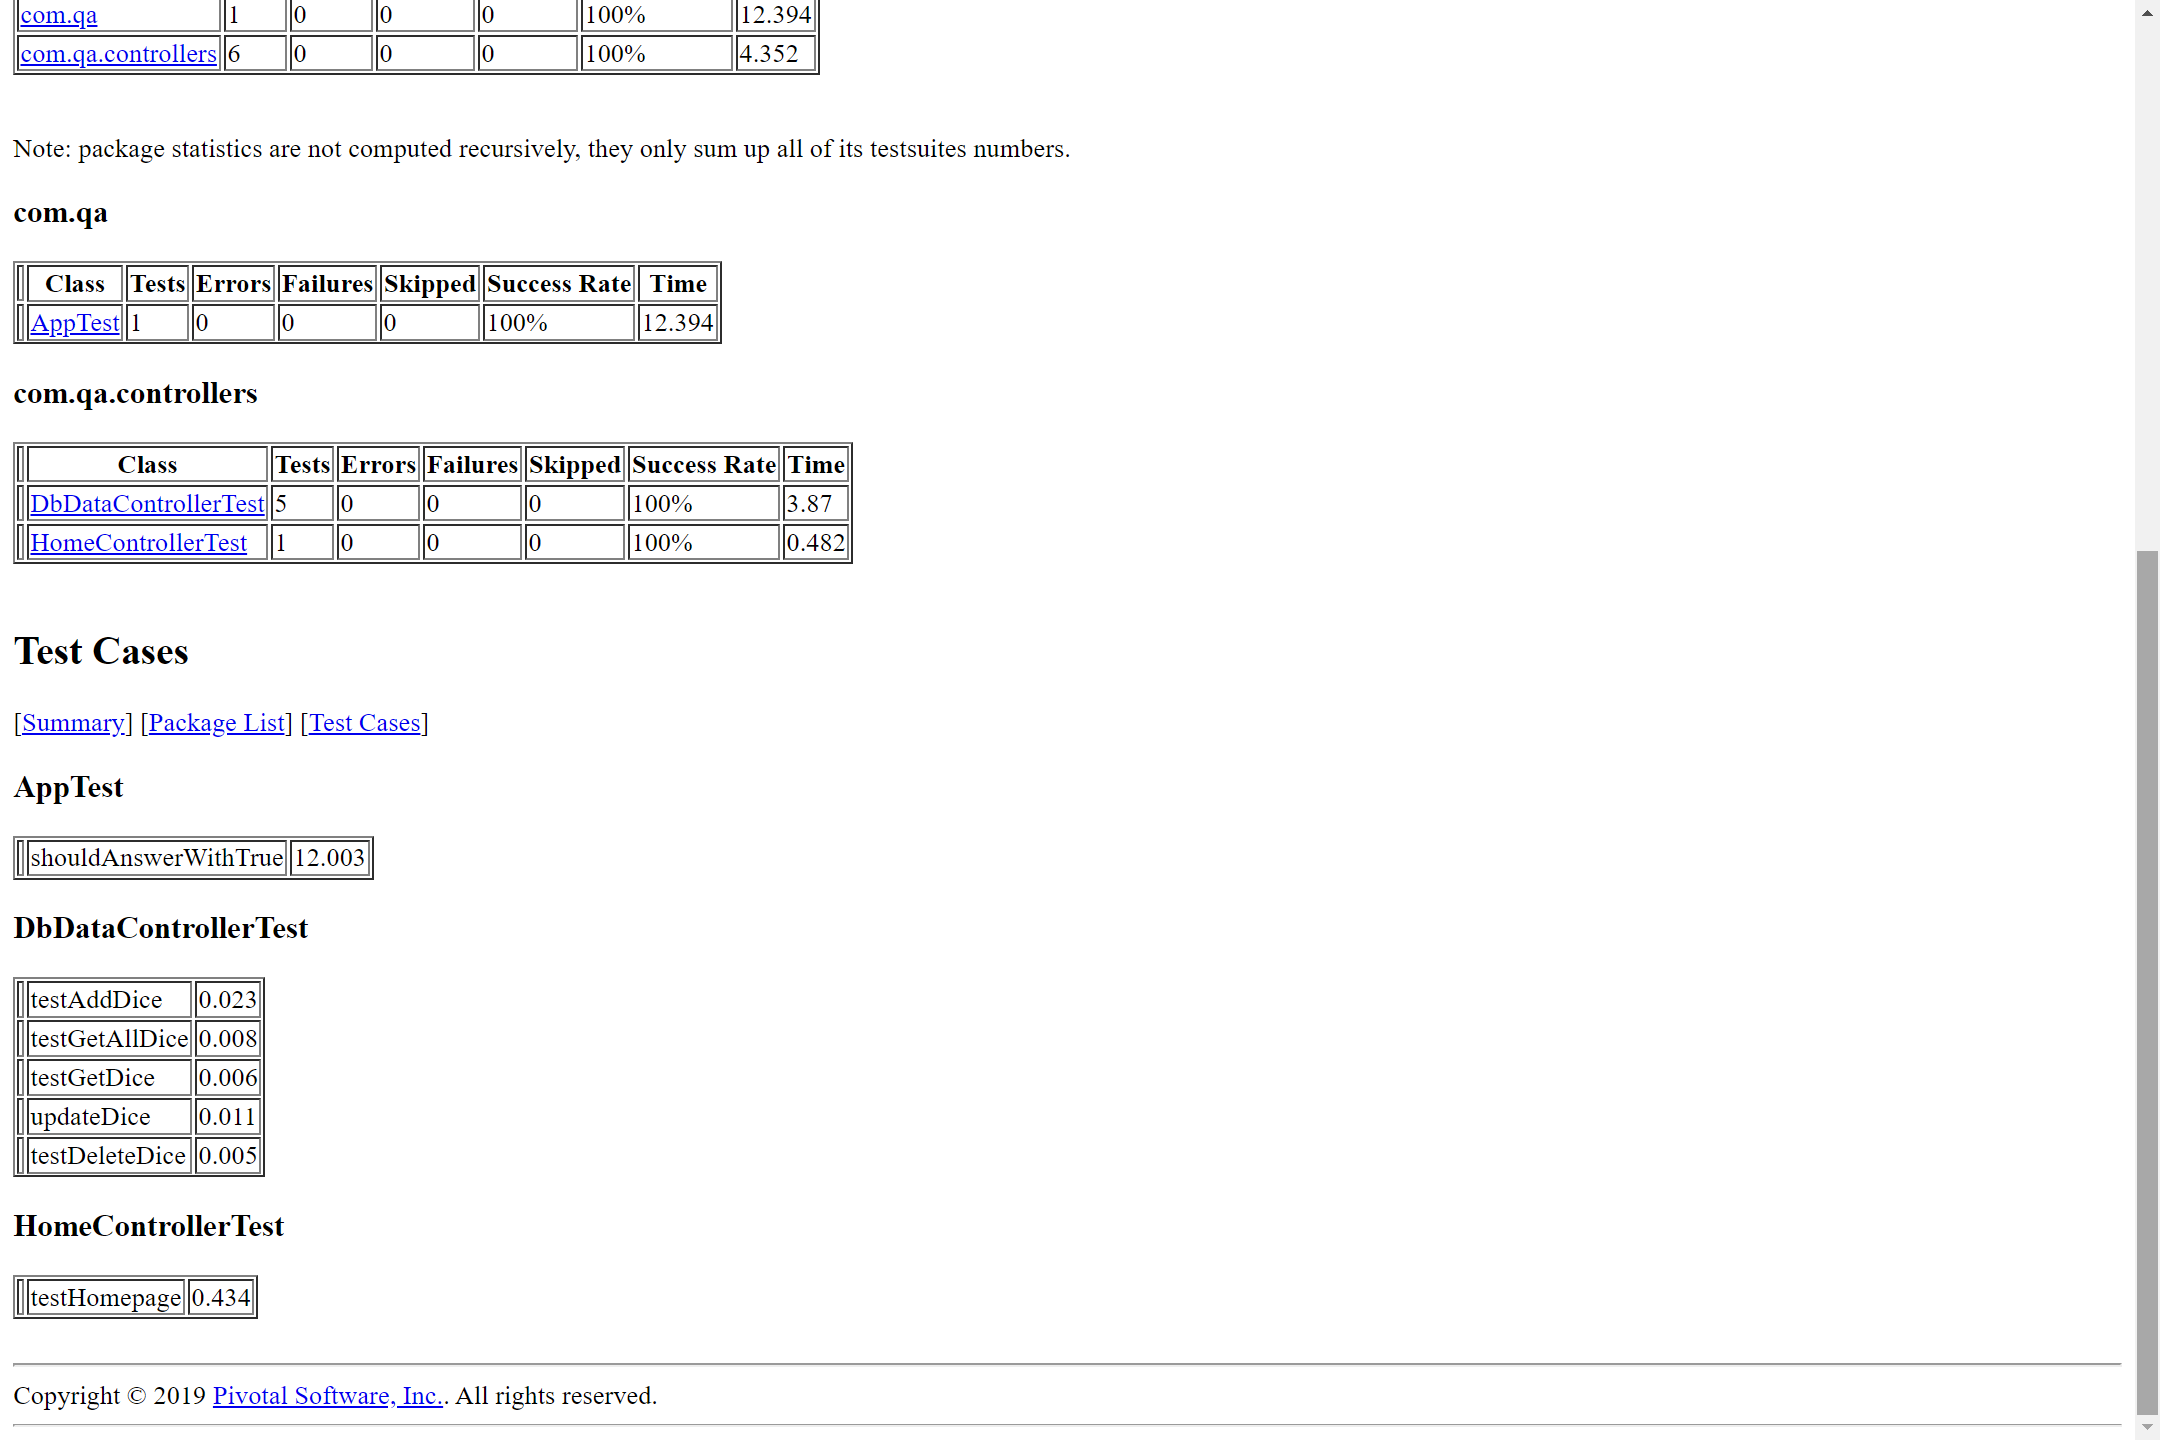 com.qa 1 0 0 0 100% 12.394
com.qa.controllers 6 0 0 0 100% 4.352
Note: package statistics are not computed recursively, they only sum up all of its testsuites numbers.
com.qa
Class Tests Errors Failures Skipped Success Rate Time
AppTest 1 0 0 0 100% 12.394
com.qa.controllers
Class Tests Errors Failures Skipped Success Rate Time
DbDataControllerTest 5 0 0 0 100% 3.87
HomeControllerTest 1 0 0 0 100% 0.482
Test Cases
[Summary] [Package List] [Test Cases]
AppTest
shouldAnswerWithTrue 12.003
DbDataControllerTest
testAddDice 0.023
testGetAllDice 0.008
testGetDice 0.006
updateDice 0.011
testDeleteDice 0.005
HomeControllerTest
testHomepage 0.434
Copyright © 2019 Pivotal Software, Inc.. All rights reserved.